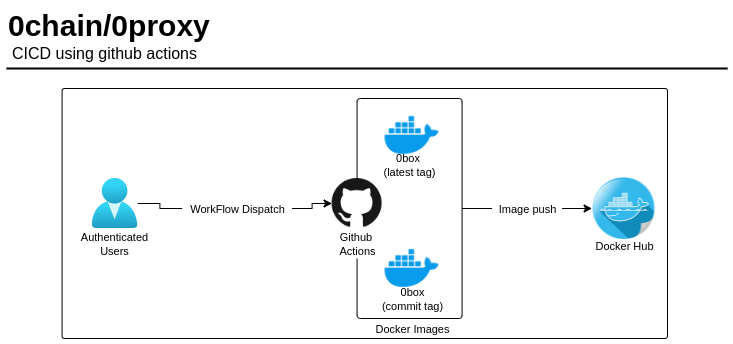 0chain/0proxy
CICD using github actions
0box
(latest tag)
WorkFlow Dispatch
Image push
Authenticated
Users
Github
Actions
Docker Hub
0box
(commit tag)
Docker Images